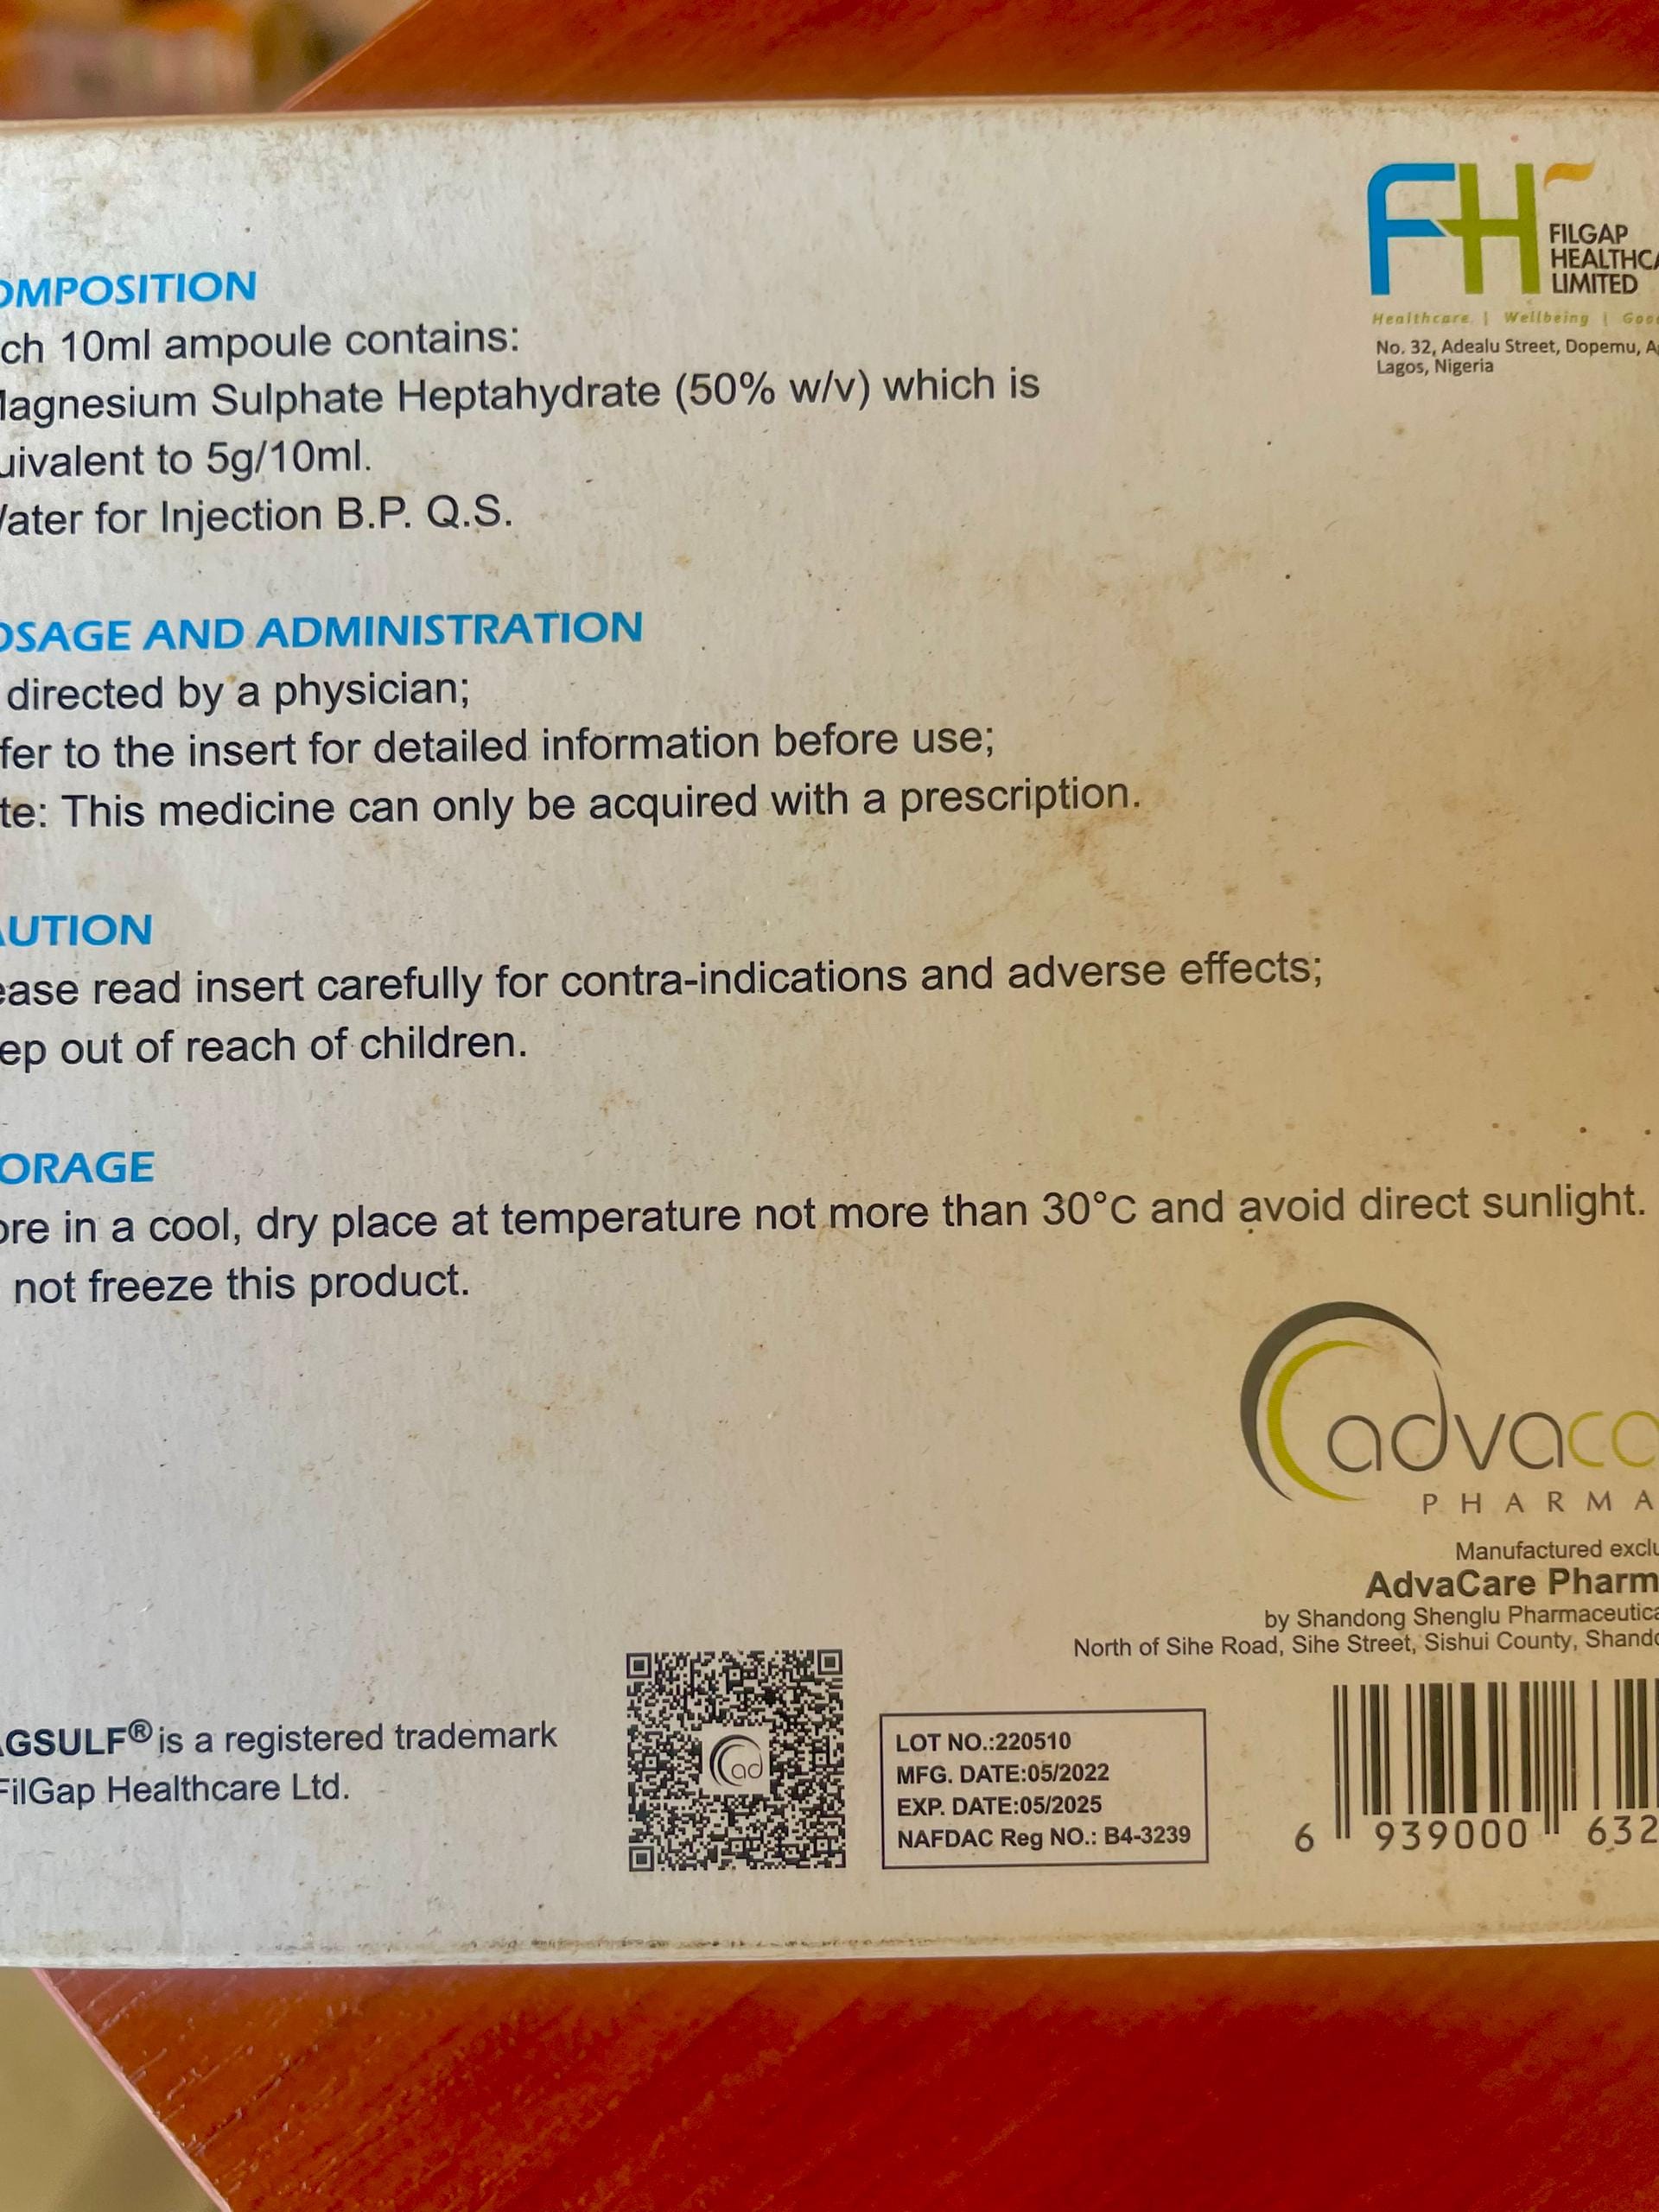 FH
FILGAP
HEALTHCA
LIMITED
Healthcare | Wellbeing | Goo
No. 32, Adealu Street, Dopemu, A
Lagos, Nigeria
OMPOSITION
ch 10ml ampoule contains:
Magnesium Sulphate Heptahydrate (50% w/v) which is
uivalent to 5g/10ml.
Water for Injection B.P. Q.S.
OSAGE AND ADMINISTRATION
directed by a physician;
fer to the insert for detailed information before use;
te: This medicine can only be acquired with a prescription.
AUTION
ease read insert carefully for contra-indications and adverse effects;
ep out of reach of children.
ORAGE
ore in a cool, dry place at temperature not more than 30°C and avoid direct sunlight.
not freeze this product.
advaca
PHARMA
Manufactured exclu
AdvaCare Pharm
by Shandong Shenglu Pharmaceutica
North of Sihe Road, Sihe Street, Sishui County, Shando
AGSULF® is a registered trademark
FilGap Healthcare Ltd.
ad
LOT NO.:220510
MFG. DATE:05/2022
EXP. DATE:05/2025
NAFDAC Reg NO.: B4-3239
6 939000 632